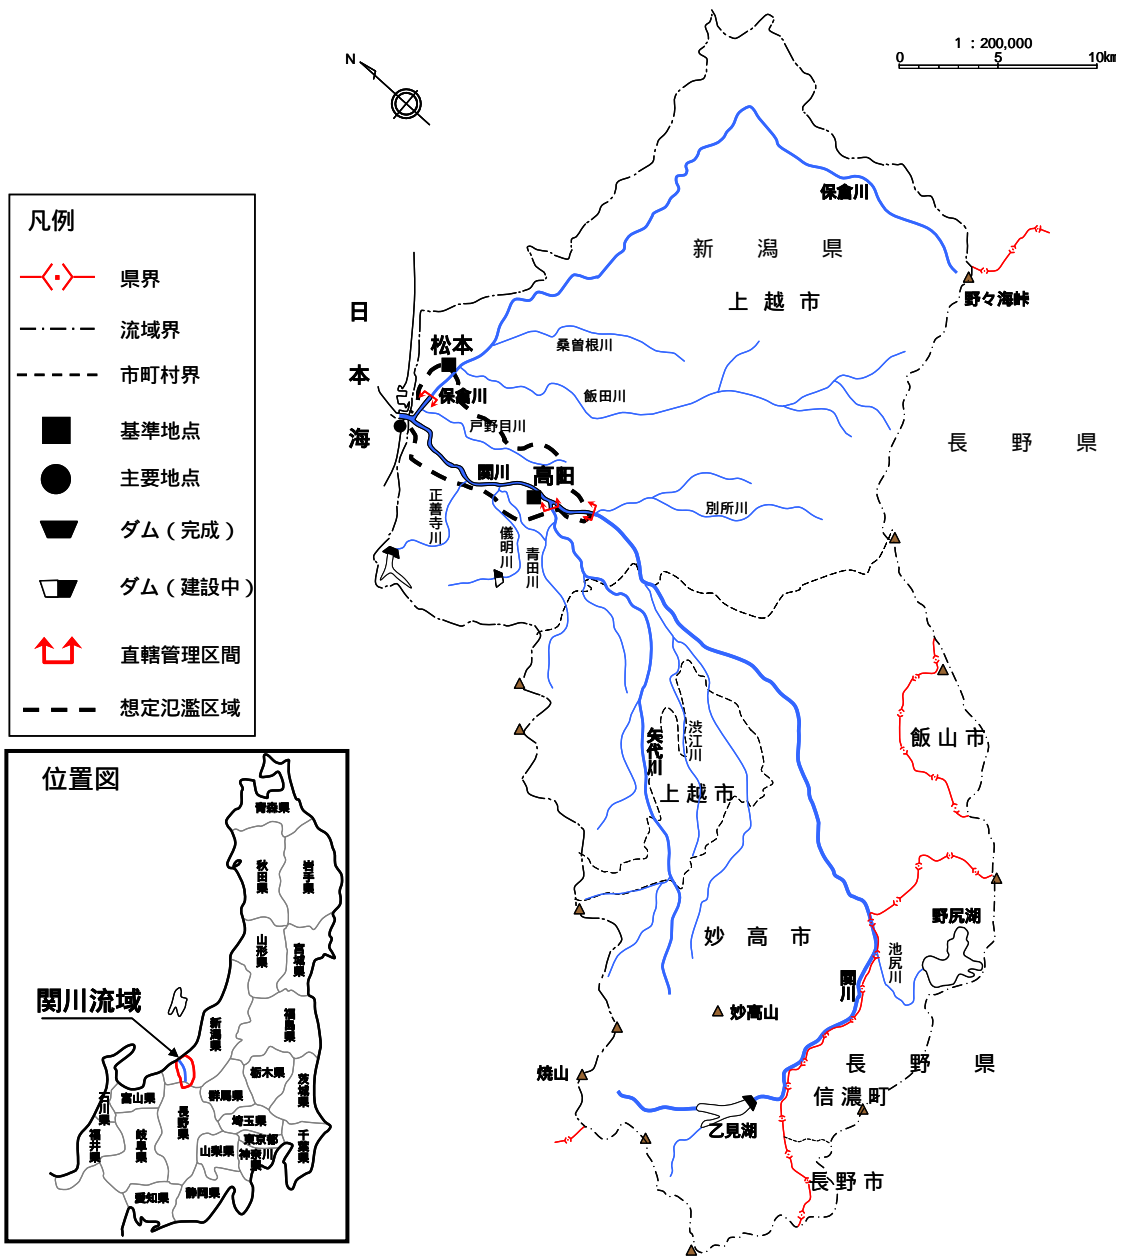 1 : 200,000
0 5 10km
N
保倉川
新潟県
上越市
野々海峠
凡例
県界
流域界
市町村界
基準地点
主要地点
ダム（完成）
ダム（建設中）
直轄管理区間
想定氾濫区域
日本海
松本
桑曽根川
保倉川
飯田川
戸野目川
長野県
関川
高田
正善寺川
儀明川
青田川
別所川
飯山市
矢代川
渋江川
上越市
妙高市
野尻湖
池尻川
関川
妙高山
焼山
長野県
信濃町
乙見湖
長野市
位置図
青森県
秋田県
岩手県
山形県
宮城県
関川流域
新潟県
福島県
栃木県
茨城県
群馬県
石川県
富山県
長野県
埼玉県
福井県
岐阜県
東京都
千葉県
山梨県
神奈川県
愛知県
静岡県